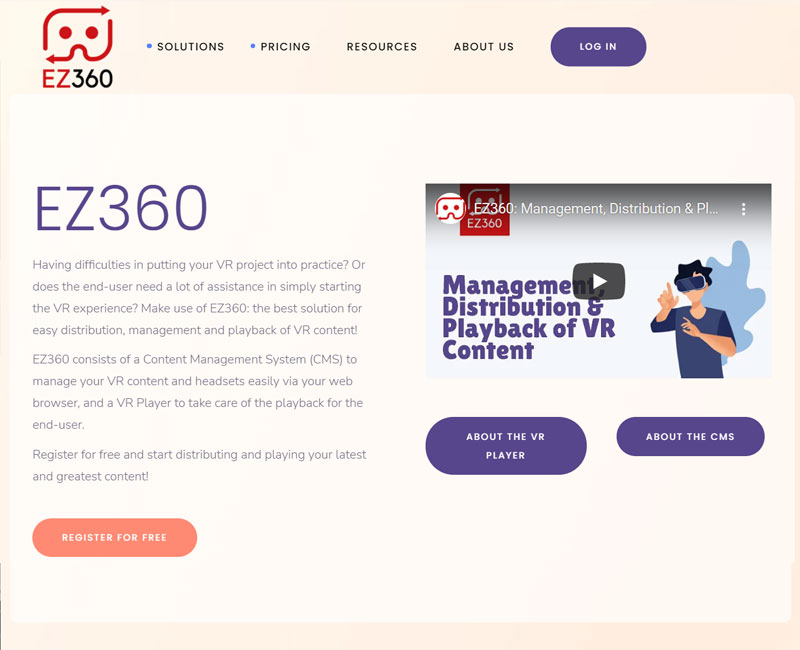 EZ360
SOLUTIONS
PRICING
RESOURCES
ABOUT US
LOG IN
EZ360
Having difficulties in putting your VR project into practice? Or
does the end-user need a lot of assistance in simply starting
the VR experience? Make use of EZ360: the best solution for
easy distribution, management and playback of VR content!
EZ360 consists of a Content Management System (CMS) to
manage your VR content and headsets easily via your web
browser, and a VR Player to take care of the playback for the
end-user.
Register for free and start distributing and playing your latest
and greatest content!
REGISTER FOR FREE
EZ360: Management, Distribution & Pl...
EZ360
Management,
Distribution &
Playback of VR
Content
ABOUT THE VR
PLAYER
ABOUT THE CMS